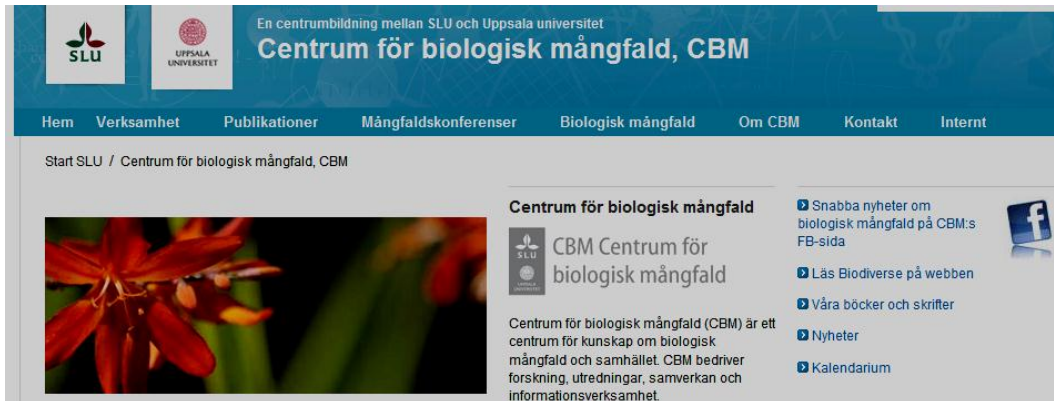 SLU
UPPSALA
UNIVERSITET
En centrumbildning mellan SLU och Uppsala universitet
Centrum för biologisk mångfald, CBM
Hem Verksamhet Publikationer Mångfaldskonferenser Biologisk mångfald Om CBM Kontakt Internt
Start SLU / Centrum för biologisk mångfald, CBM
Centrum för biologisk mångfald
SLU
CBM Centrum för
biologisk mångfald
Centrum för biologisk mångfald (CBM) är ett
centrum för kunskap om biologisk
mångfald och samhället. CBM bedriver
forskning, utredningar, samverkan och
informationsverksamhet.
Snabba nyheter om
biologisk mångfald på CBM:s
FB-sida
Läs Biodiverse på webben
Våra böcker och skrifter
Nyheter
Kalendarium
f